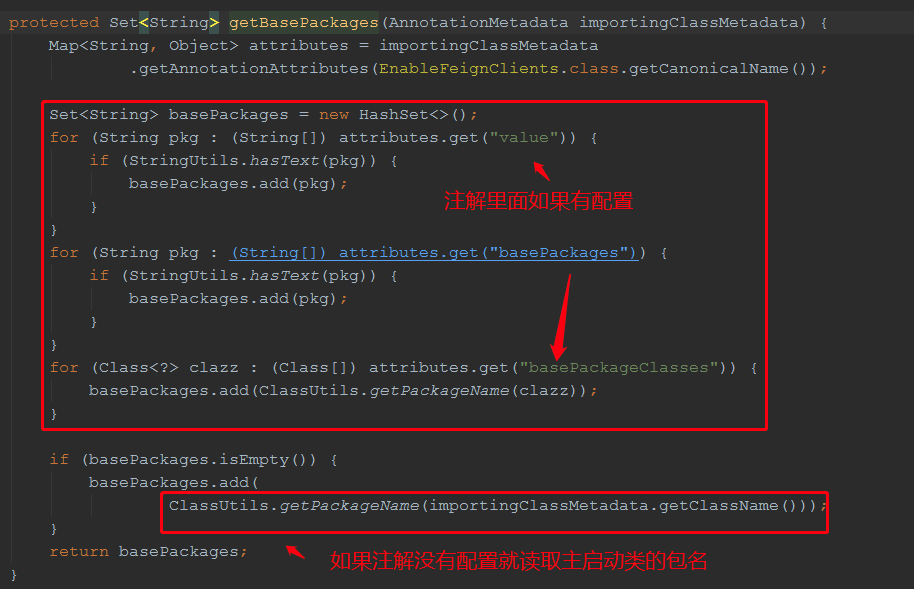 protected Set<String> getBasePackages(AnnotationMetadata importingClassMetadata) {
Map<String, Object> attributes = importingClassMetadata
.getAnnotationAttributes(EnableFeignClients.class.getCanonicalName());
Set<String> basePackages = new HashSet<>();
for (String pkg : (String[]) attributes.get("value")) {
if (StringUtils.hasText(pkg)) {
basePackages.add(pkg);
注解里面如果有配置
}
}
for (String pkg : (String[]) attributes.get("basePackages")) {
if (StringUtils.hasText(pkg)) {
basePackages.add(pkg);
}
}
for (Class<?> clazz : (Class[]) attributes.get("basePackageClasses")) {
basePackages.add(ClassUtils.getPackageName(clazz));
}
if (basePackages.isEmpty()) {
basePackages.add(
ClassUtils.getPackageName(importingClassMetadata.getClassName()));
}
return basePackages;
如果注解没有配置就读取主启动类的包名
}